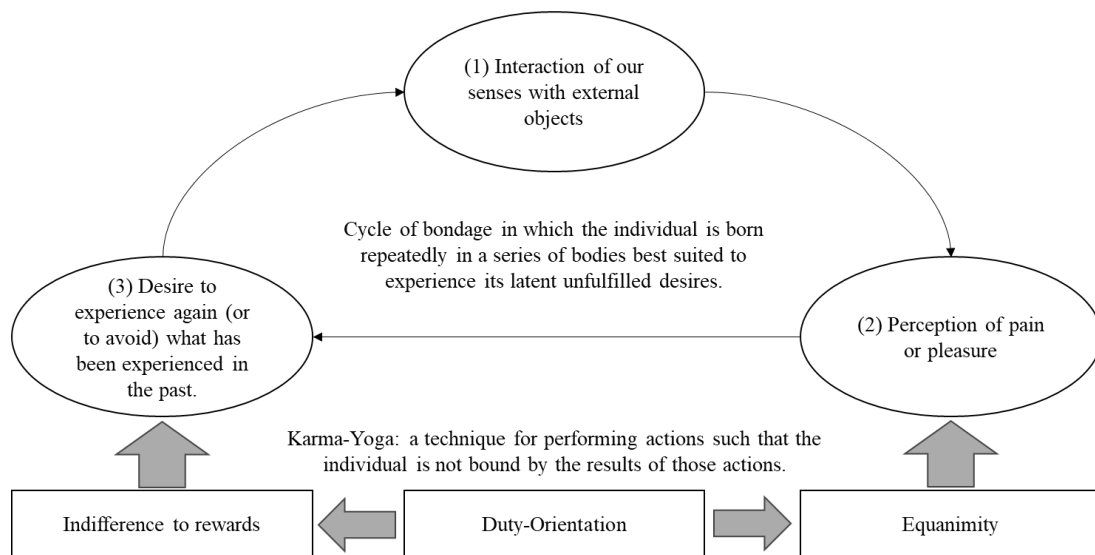 (1) Interaction of our
senses with external
objects
Cycle of bondage in which the individual is born
repeatedly in a series of bodies best suited to
experience its latent unfulfilled desires.
(3) Desire to
experience again (or
to avoid) what has
been experienced in
the past.
(2) Perception of pain
or pleasure
Karma-Yoga: a technique for performing actions such that the
individual is not bound by the results of those actions.
Indifference to rewards
Duty-Orientation
Equanimity